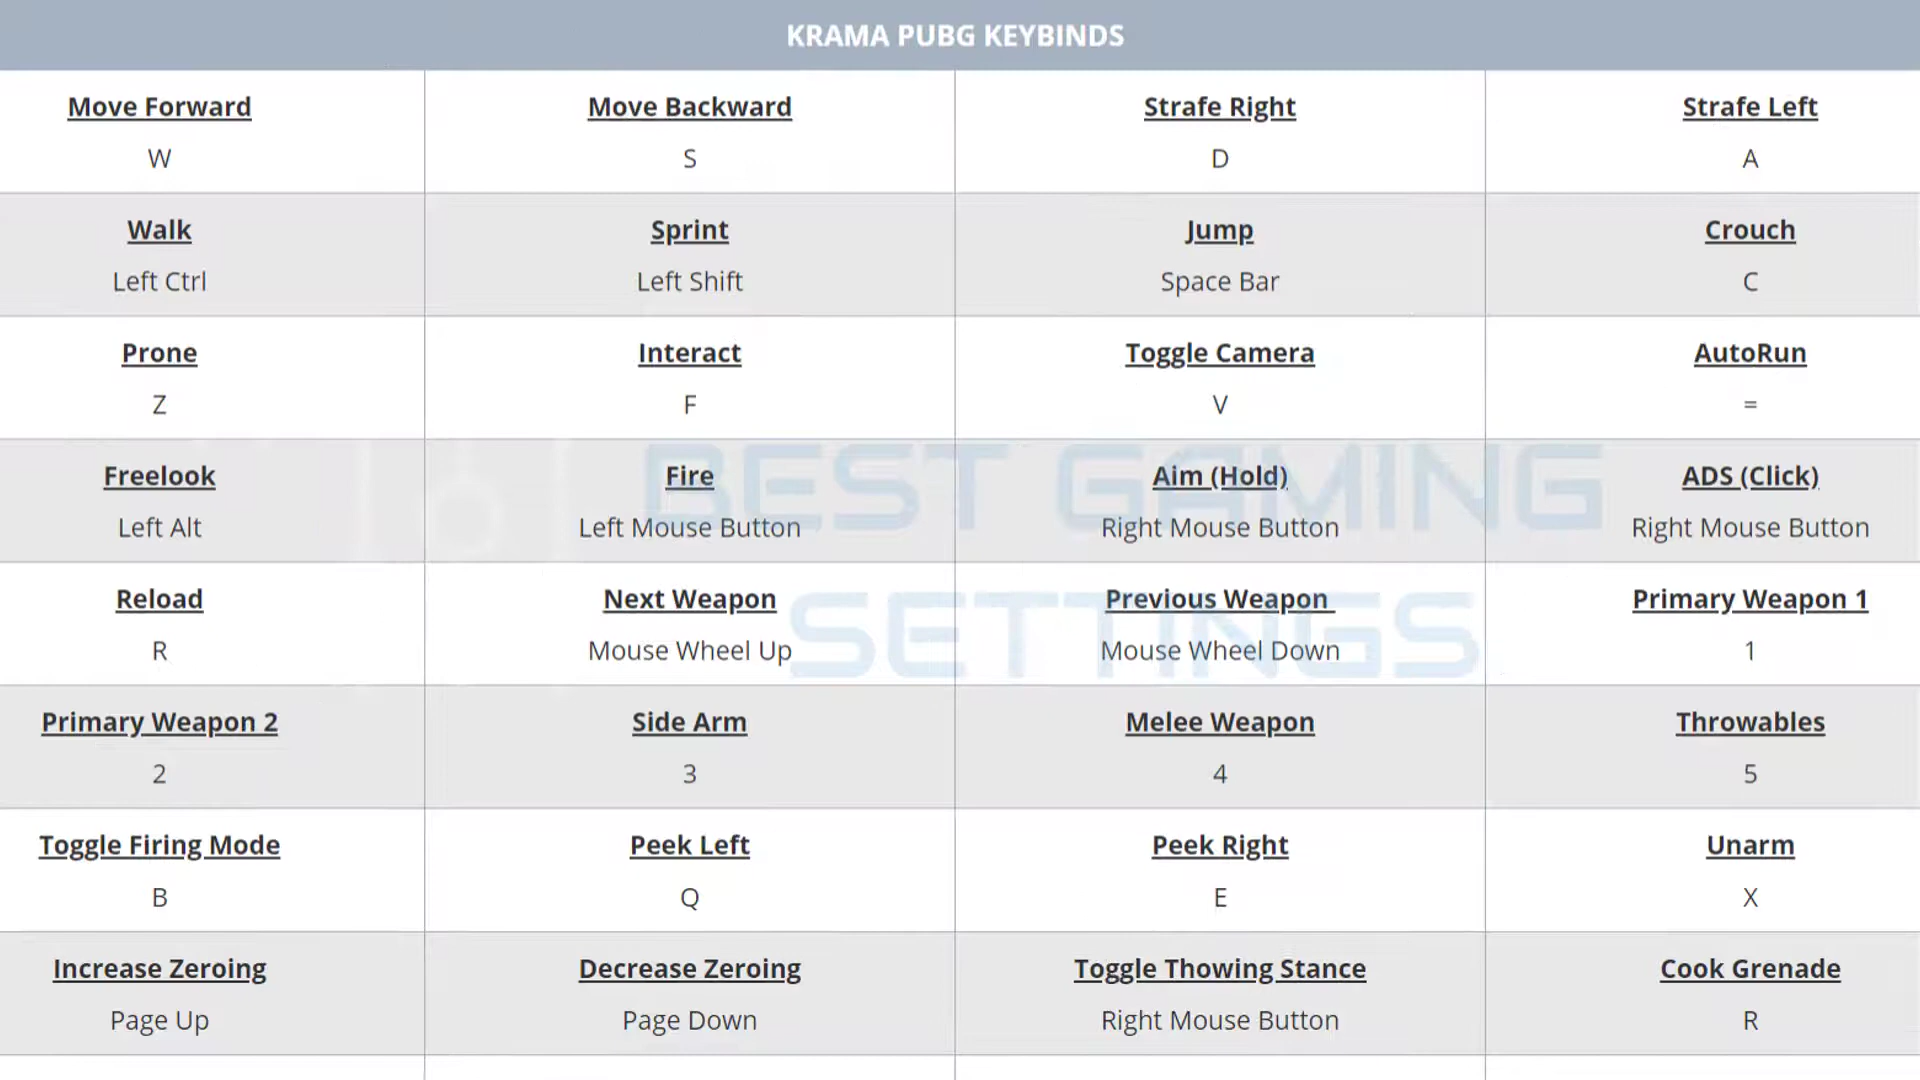 KRAMA PUBG KEYBINDS
Move Forward
W
Move Backward
S
Strafe Right
D
Strafe Left
A
Walk
Left Ctrl
Sprint
Left Shift
Jump
Space Bar
Crouch
C
Prone
Z
Interact
F
Toggle Camera
V
AutoRun
=
Freelook
Left Alt
Fire
Left Mouse Button
Aim (Hold)
Right Mouse Button
ADS (Click)
Right Mouse Button
BEST GAMING
SETTINGS
Reload
R
Next Weapon
Mouse Wheel Up
Previous Weapon
Mouse Wheel Down
Primary Weapon 1
1
Primary Weapon 2
2
Side Arm
3
Melee Weapon
4
Throwables
5
Toggle Firing Mode
B
Peek Left
Q
Peek Right
E
Unarm
X
Increase Zeroing
Page Up
Decrease Zeroing
Page Down
Toggle Thowing Stance
Right Mouse Button
Cook Grenade
R